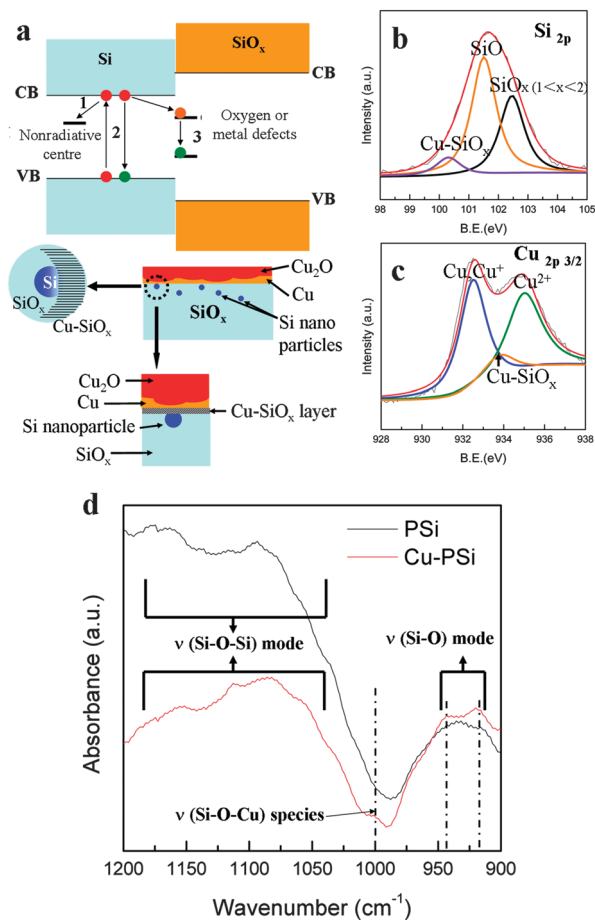 a
Si
SiOx
CB
CB
1
2
3
Nonradiative
centre
Oxygen or
metal defects
VB
VB
Si
SiOx
Cu-SiOx
Cu2O
Cu
SiOx
Si nano
particles
Cu2O
Cu
Cu-SiOx layer
Si nanoparticle
SiOx
b
Si 2p
SiO
SiOx (1<x<2)
Cu-SiOx
Intensity (a.u.)
98 99 100 101 102 103 104 105
B.E.(eV)
c
Cu 2p 3/2
Cu Cu+
Cu2+
Cu-SiOx
Intensity (a.u.)
928 930 932 934 936 938
B.E.(eV)
d
PSi
Cu-PSi
ν (Si-O-Si) mode
ν (Si-O) mode
ν (Si-O-Cu) species
Absorbance (a.u.)
1200 1150 1100 1050 1000 950 900
Wavenumber (cm-1)